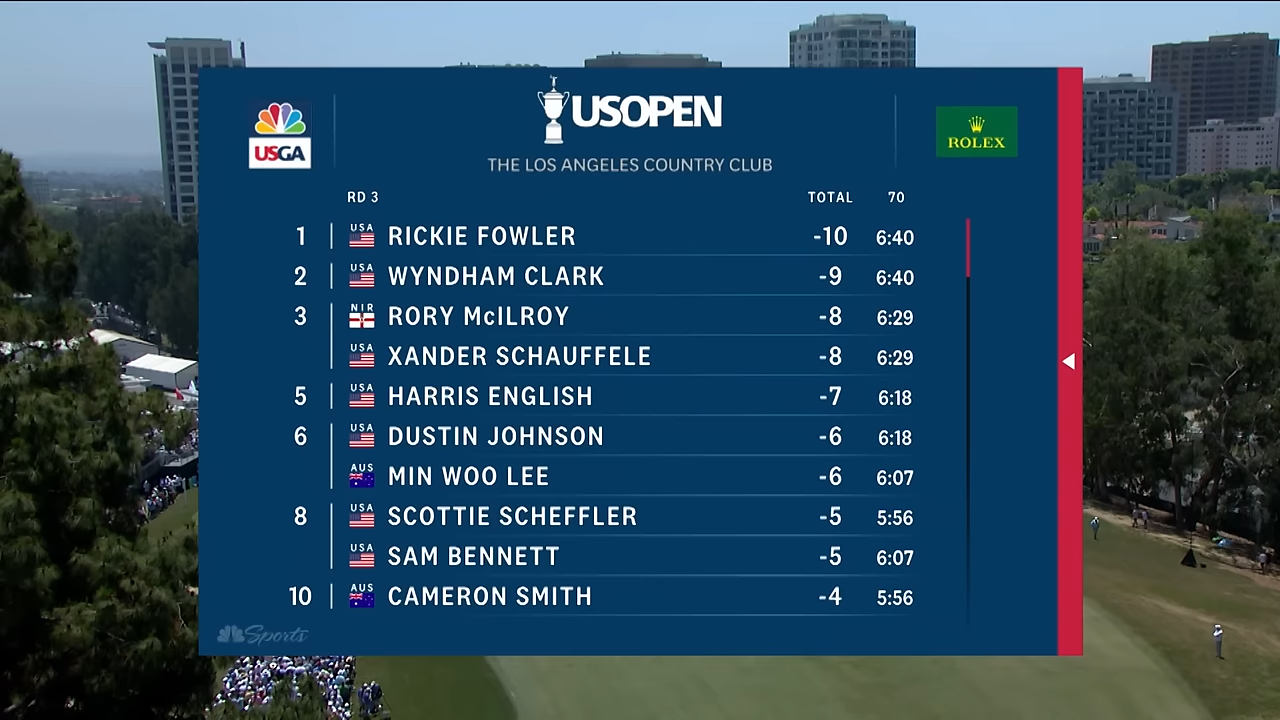 USGA
USOPEN
THE LOS ANGELES COUNTRY CLUB
ROLEX
RD 3 TOTAL 70
1 USA RICKIE FOWLER -10 6:40
2 USA WYNDHAM CLARK -9 6:40
3 NIR RORY McILROY -8 6:29
USA XANDER SCHAUFFELE -8 6:29
5 USA HARRIS ENGLISH -7 6:18
6 USA DUSTIN JOHNSON -6 6:18
AUS MIN WOO LEE -6 6:07
8 USA SCOTTIE SCHEFFLER -5 5:56
USA SAM BENNETT -5 6:07
10 AUS CAMERON SMITH -4 5:56
Sports